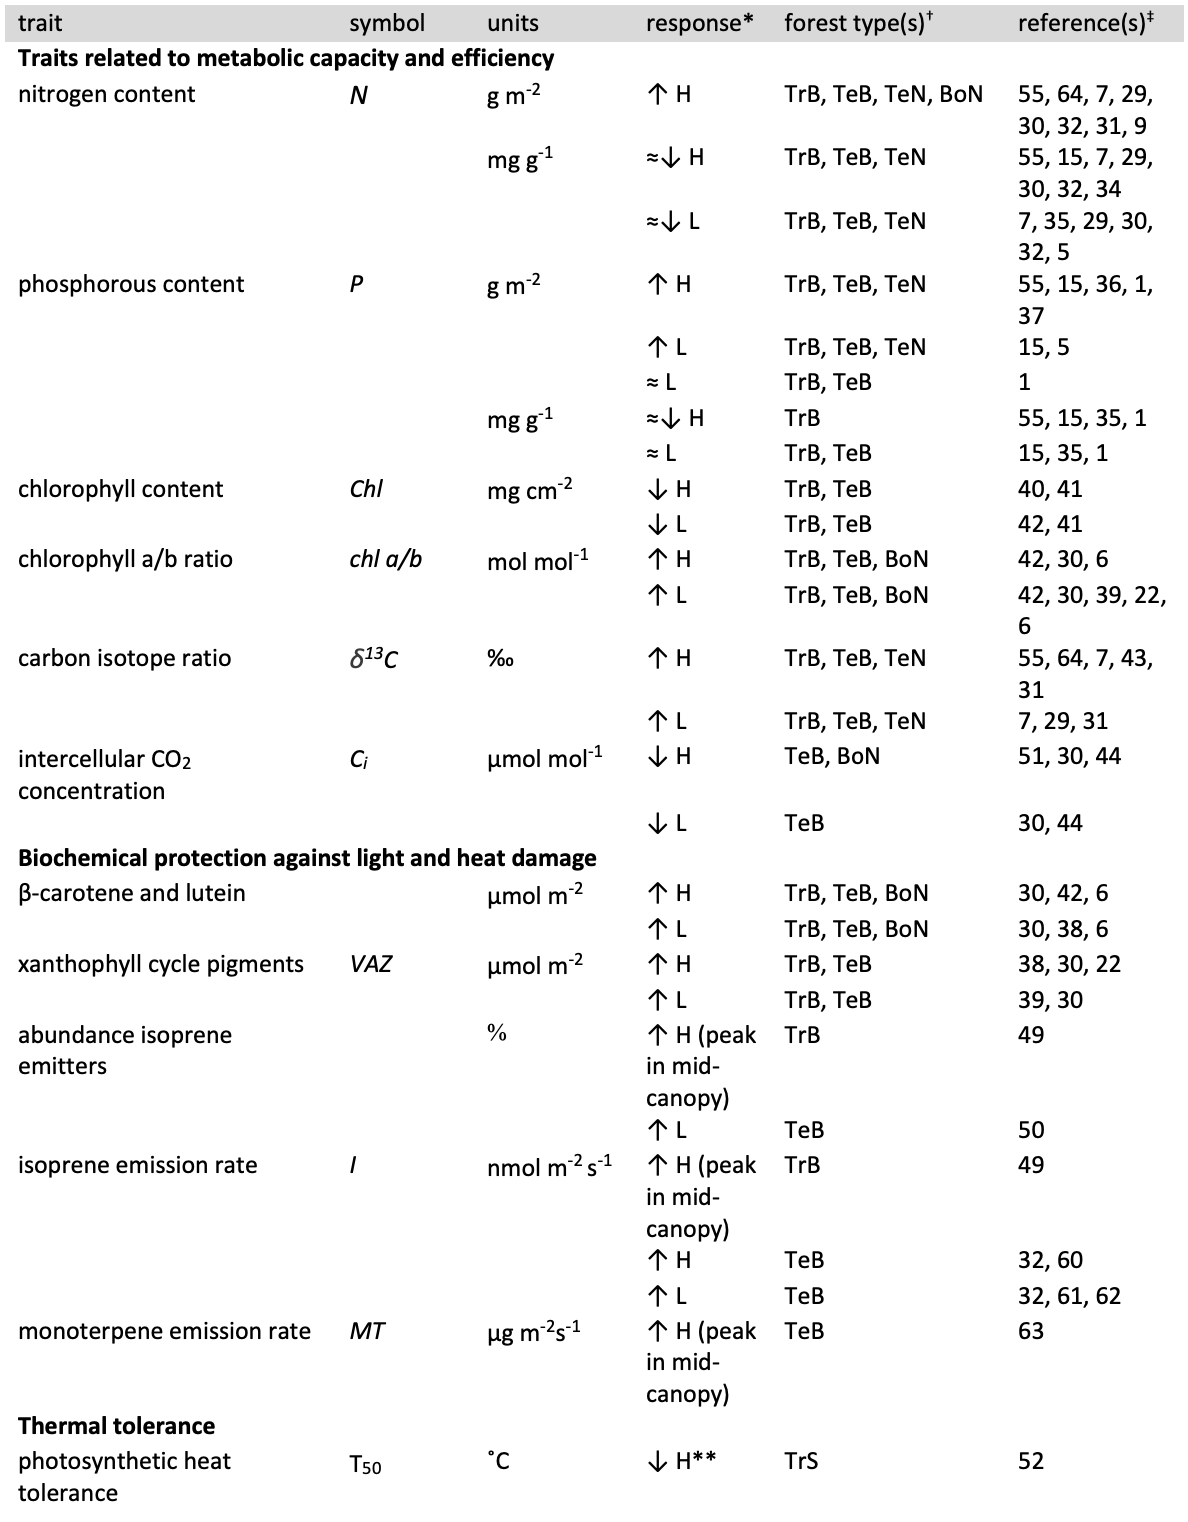 trait symbol units response* forest type(s)† reference(s)‡
Traits related to metabolic capacity and efficiency
nitrogen content N g m-2 ↑ H TrB, TeB, TeN, BoN 55, 64, 7, 29,
30, 32, 31, 9
mg g-1 ≈↓ H TrB, TeB, TeN 55, 15, 7, 29,
30, 32, 34
≈↓ L TrB, TeB, TeN 7, 35, 29, 30,
32, 5
phosphorous content P g m-2 ↑ H TrB, TeB, TeN 55, 15, 36, 1,
37
↑ L TrB, TeB, TeN 15, 5
≈ L TrB, TeB 1
mg g-1 ≈↓ H TrB 55, 15, 35, 1
≈ L TrB, TeB 15, 35, 1
chlorophyll content Chl mg cm-2 ↓ H TrB, TeB 40, 41
↓ L TrB, TeB 42, 41
chlorophyll a/b ratio chl a/b mol mol-1 ↑ H TrB, TeB, BoN 42, 30, 6
↑ L TrB, TeB, BoN 42, 30, 39, 22,
6
carbon isotope ratio δ13C ‰ ↑ H TrB, TeB, TeN 55, 64, 7, 43,
31
↑ L TrB, TeB, TeN 7, 29, 31
intercellular CO2 Ci μmol mol-1 ↓ H TeB, BoN 51, 30, 44
concentration
↓ L TeB 30, 44
Biochemical protection against light and heat damage
β-carotene and lutein μmol m-2 ↑ H TrB, TeB, BoN 30, 42, 6
↑ L TrB, TeB, BoN 30, 38, 6
xanthophyll cycle pigments VAZ μmol m-2 ↑ H TrB, TeB 38, 30, 22
↑ L TrB, TeB 39, 30
abundance isoprene % ↑ H (peak TrB 49
emitters in mid-
canopy)
↑ L TeB 50
isoprene emission rate I nmol m-2 s-1 ↑ H (peak TrB 49
in mid-
canopy)
↑ H TeB 32, 60
↑ L TeB 32, 61, 62
monoterpene emission rate MT μg m-2s-1 ↑ H (peak TeB 63
in mid-
canopy)
Thermal tolerance
photosynthetic heat T50 ˚C ↓ H** TrS 52
tolerance